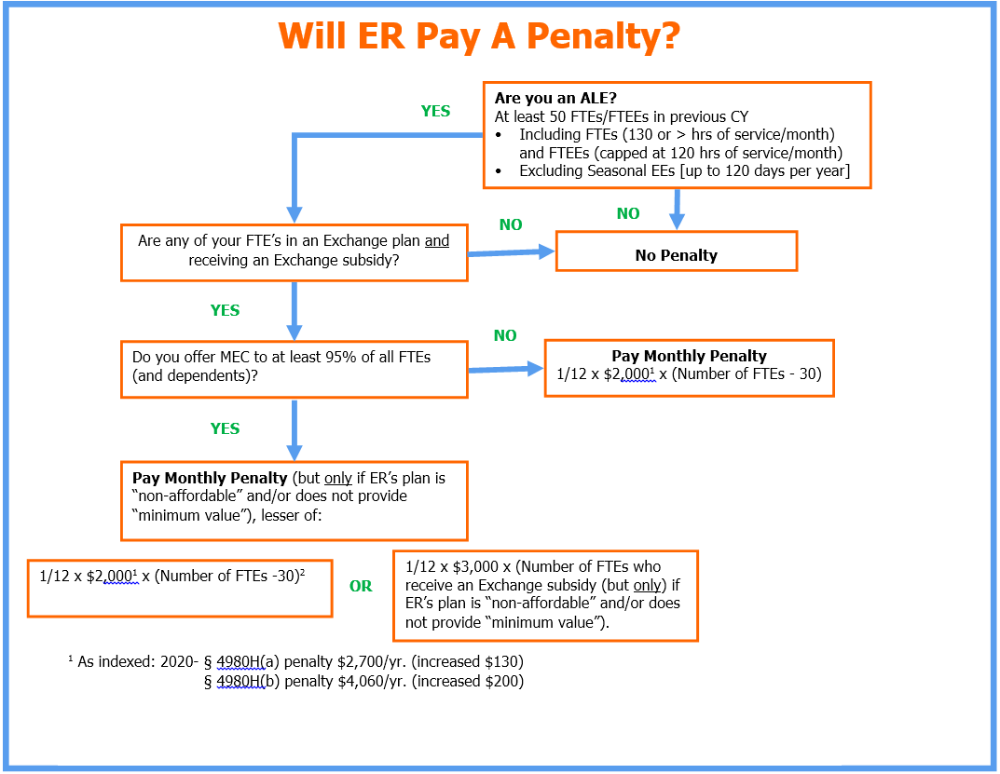 Will ER Pay A Penalty?
YES
Are you an ALE?
At least 50 FTEs/FTEEs in previous CY
• Including FTEs (130 or > hrs of service/month)
and FTEEs (capped at 120 hrs of service/month)
• Excluding Seasonal EEs [up to 120 days per year]
NO
NO
Are any of your FTE’s in an Exchange plan and
receiving an Exchange subsidy?
No Penalty
YES
NO
Do you offer MEC to at least 95% of all FTEs
(and dependents)?
Pay Monthly Penalty
1/12 x $2,000¹ x (Number of FTEs - 30)
YES
Pay Monthly Penalty (but only if ER’s plan is
“non-affordable” and/or does not provide
“minimum value”), lesser of:
1/12 x $2,000¹ x (Number of FTEs -30)²
OR
1/12 x $3,000 x (Number of FTEs who
receive an Exchange subsidy (but only) if
ER’s plan is “non-affordable” and/or does
not provide “minimum value”).
¹ As indexed: 2020- § 4980H(a) penalty $2,700/yr. (increased $130)
§ 4980H(b) penalty $4,060/yr. (increased $200)